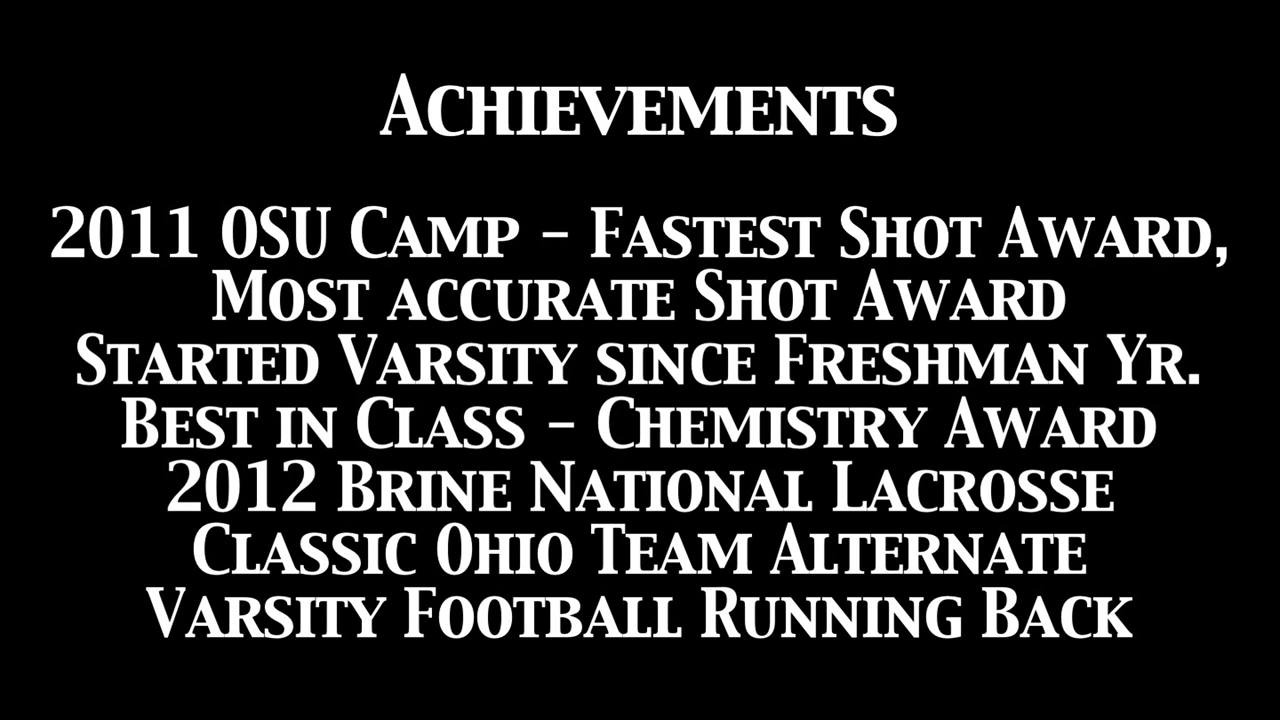 Achievements
2011 OSU Camp - Fastest Shot Award,
Most accurate Shot Award
Started Varsity since Freshman Yr.
Best in Class - Chemistry Award
2012 Brine National Lacrosse
Classic Ohio Team Alternate
Varsity Football Running Back